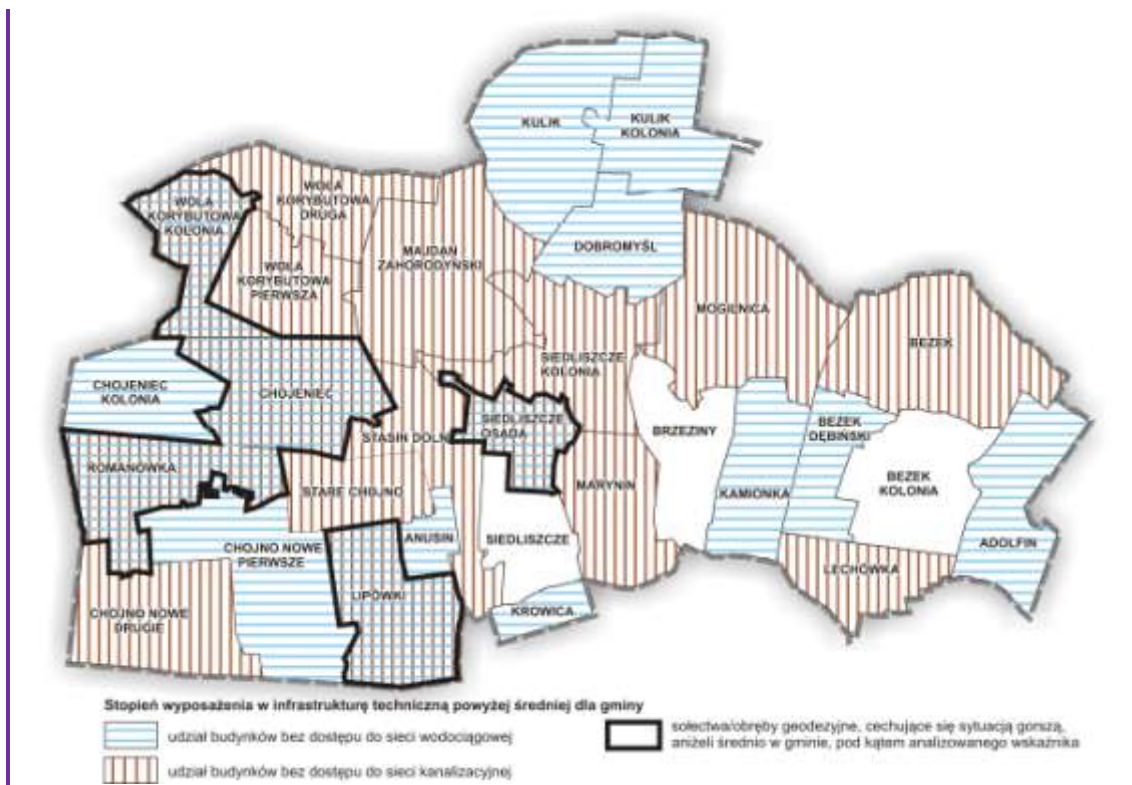 KULIK
KULIK
KOLONIA
WOLA
KORYBUTOWA
DRUGA
WOLA
KORYBUTOWA
KOLONIA
DOBROMYŚL
MAJDAN
ZAHORODYŃSKI
WOLA
KORYBUTOWA
PIERWSZA
MOGIELNICA
BEZEK
SIEDLISZCZE
KOLONIA
CHOJENIEC
KOLONIA
CHOJENIEC
SIEDLISZCZE
OSADA
BRZEZINY
BEZEK
DĘBIŃSKI
STASIN DOLN
ROMANÓWKA
STARE CHOJNO
MARYNIN
KAMIONKA
BEZEK
KOLONIA
ANUSIN
SIEDLISZCZE
ADOLFIN
CHOJNO NOWE
PIERWSZE
LECHÓWKA
LIPÓWKI
KROWICA
CHOJNO NOWE
DRUGIE
Stopień wyposażenia w infrastrukturę techniczną powyżej średniej dla gminy
udział budynków bez dostępu do sieci wodociągowej
udział budynków bez dostępu do sieci kanalizacyjnej
sołectwa/obręby geodezyjne, cechujące się sytuacją gorszą,
aniżeli średnio w gminie, pod kątem analizowanego wskaźnika